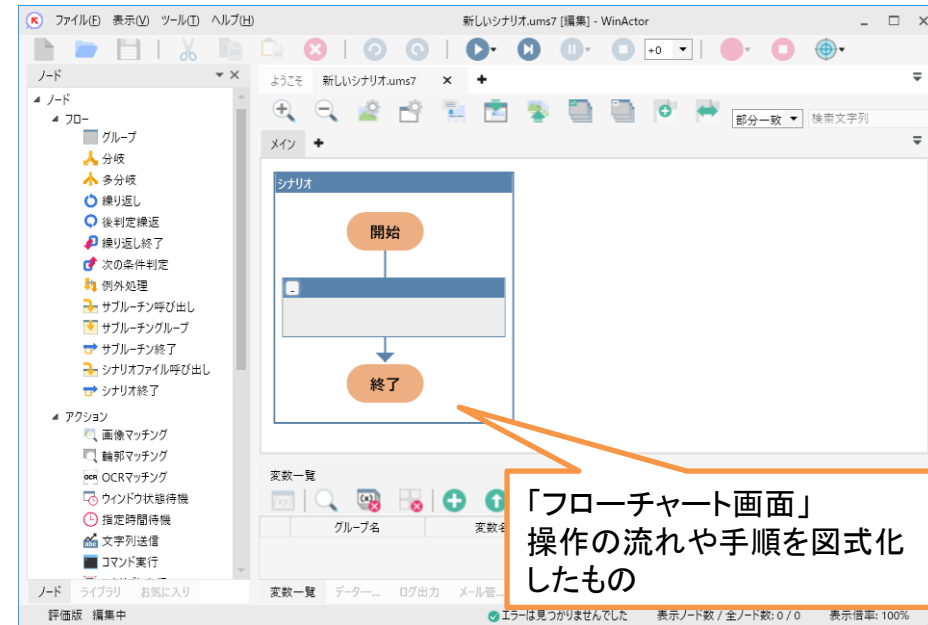 ファイル(F) 表示(V) ツール(T) ヘルプ(H) 新しいシナリオ.ums7 [編集] - WinActor
+0
ノード
ようこそ 新しいシナリオ.ums7
ノード
フロー
グループ
分岐
多分岐
繰り返し
後判定繰返
繰り返し終了
次の条件判定
例外処理
サブルーチン呼び出し
サブルーチングループ
サブルーチン終了
シナリオファイル呼び出し
シナリオ終了
アクション
画像マッチング
輪郭マッチング
OCR OCRマッチング
ウィンドウ状態待機
指定時間待機
文字列送信
コマンド実行
ノード ライブラリ お気に入り
部分一致 検索文字列
メイン
シナリオ
開始
終了
変数一覧
グループ名 変数名
変数一覧 データー... ログ出力 メール管...
「フローチャート画面」
操作の流れや手順を図式化
したもの
評価版 編集中 エラーは見つかりませんでした 表示ノード数 / 全ノード数: 0 / 0 表示倍率: 100%